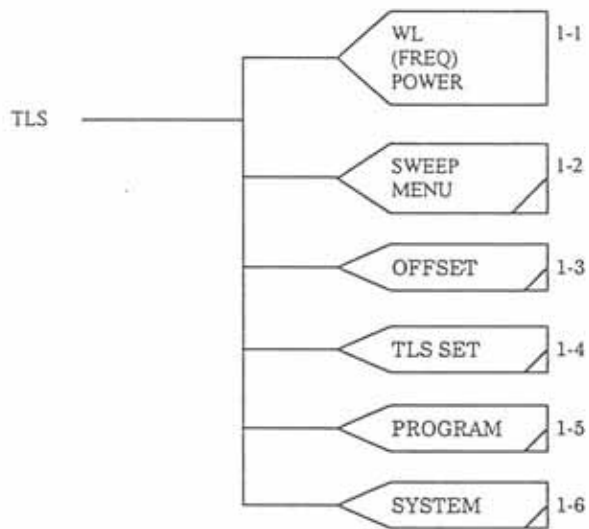 WL
(FREQ)
POWER
1-1
TLS
SWEEP
MENU
1-2
OFFSET
1-3
TLS SET
1-4
PROGRAM
1-5
SYSTEM
1-6